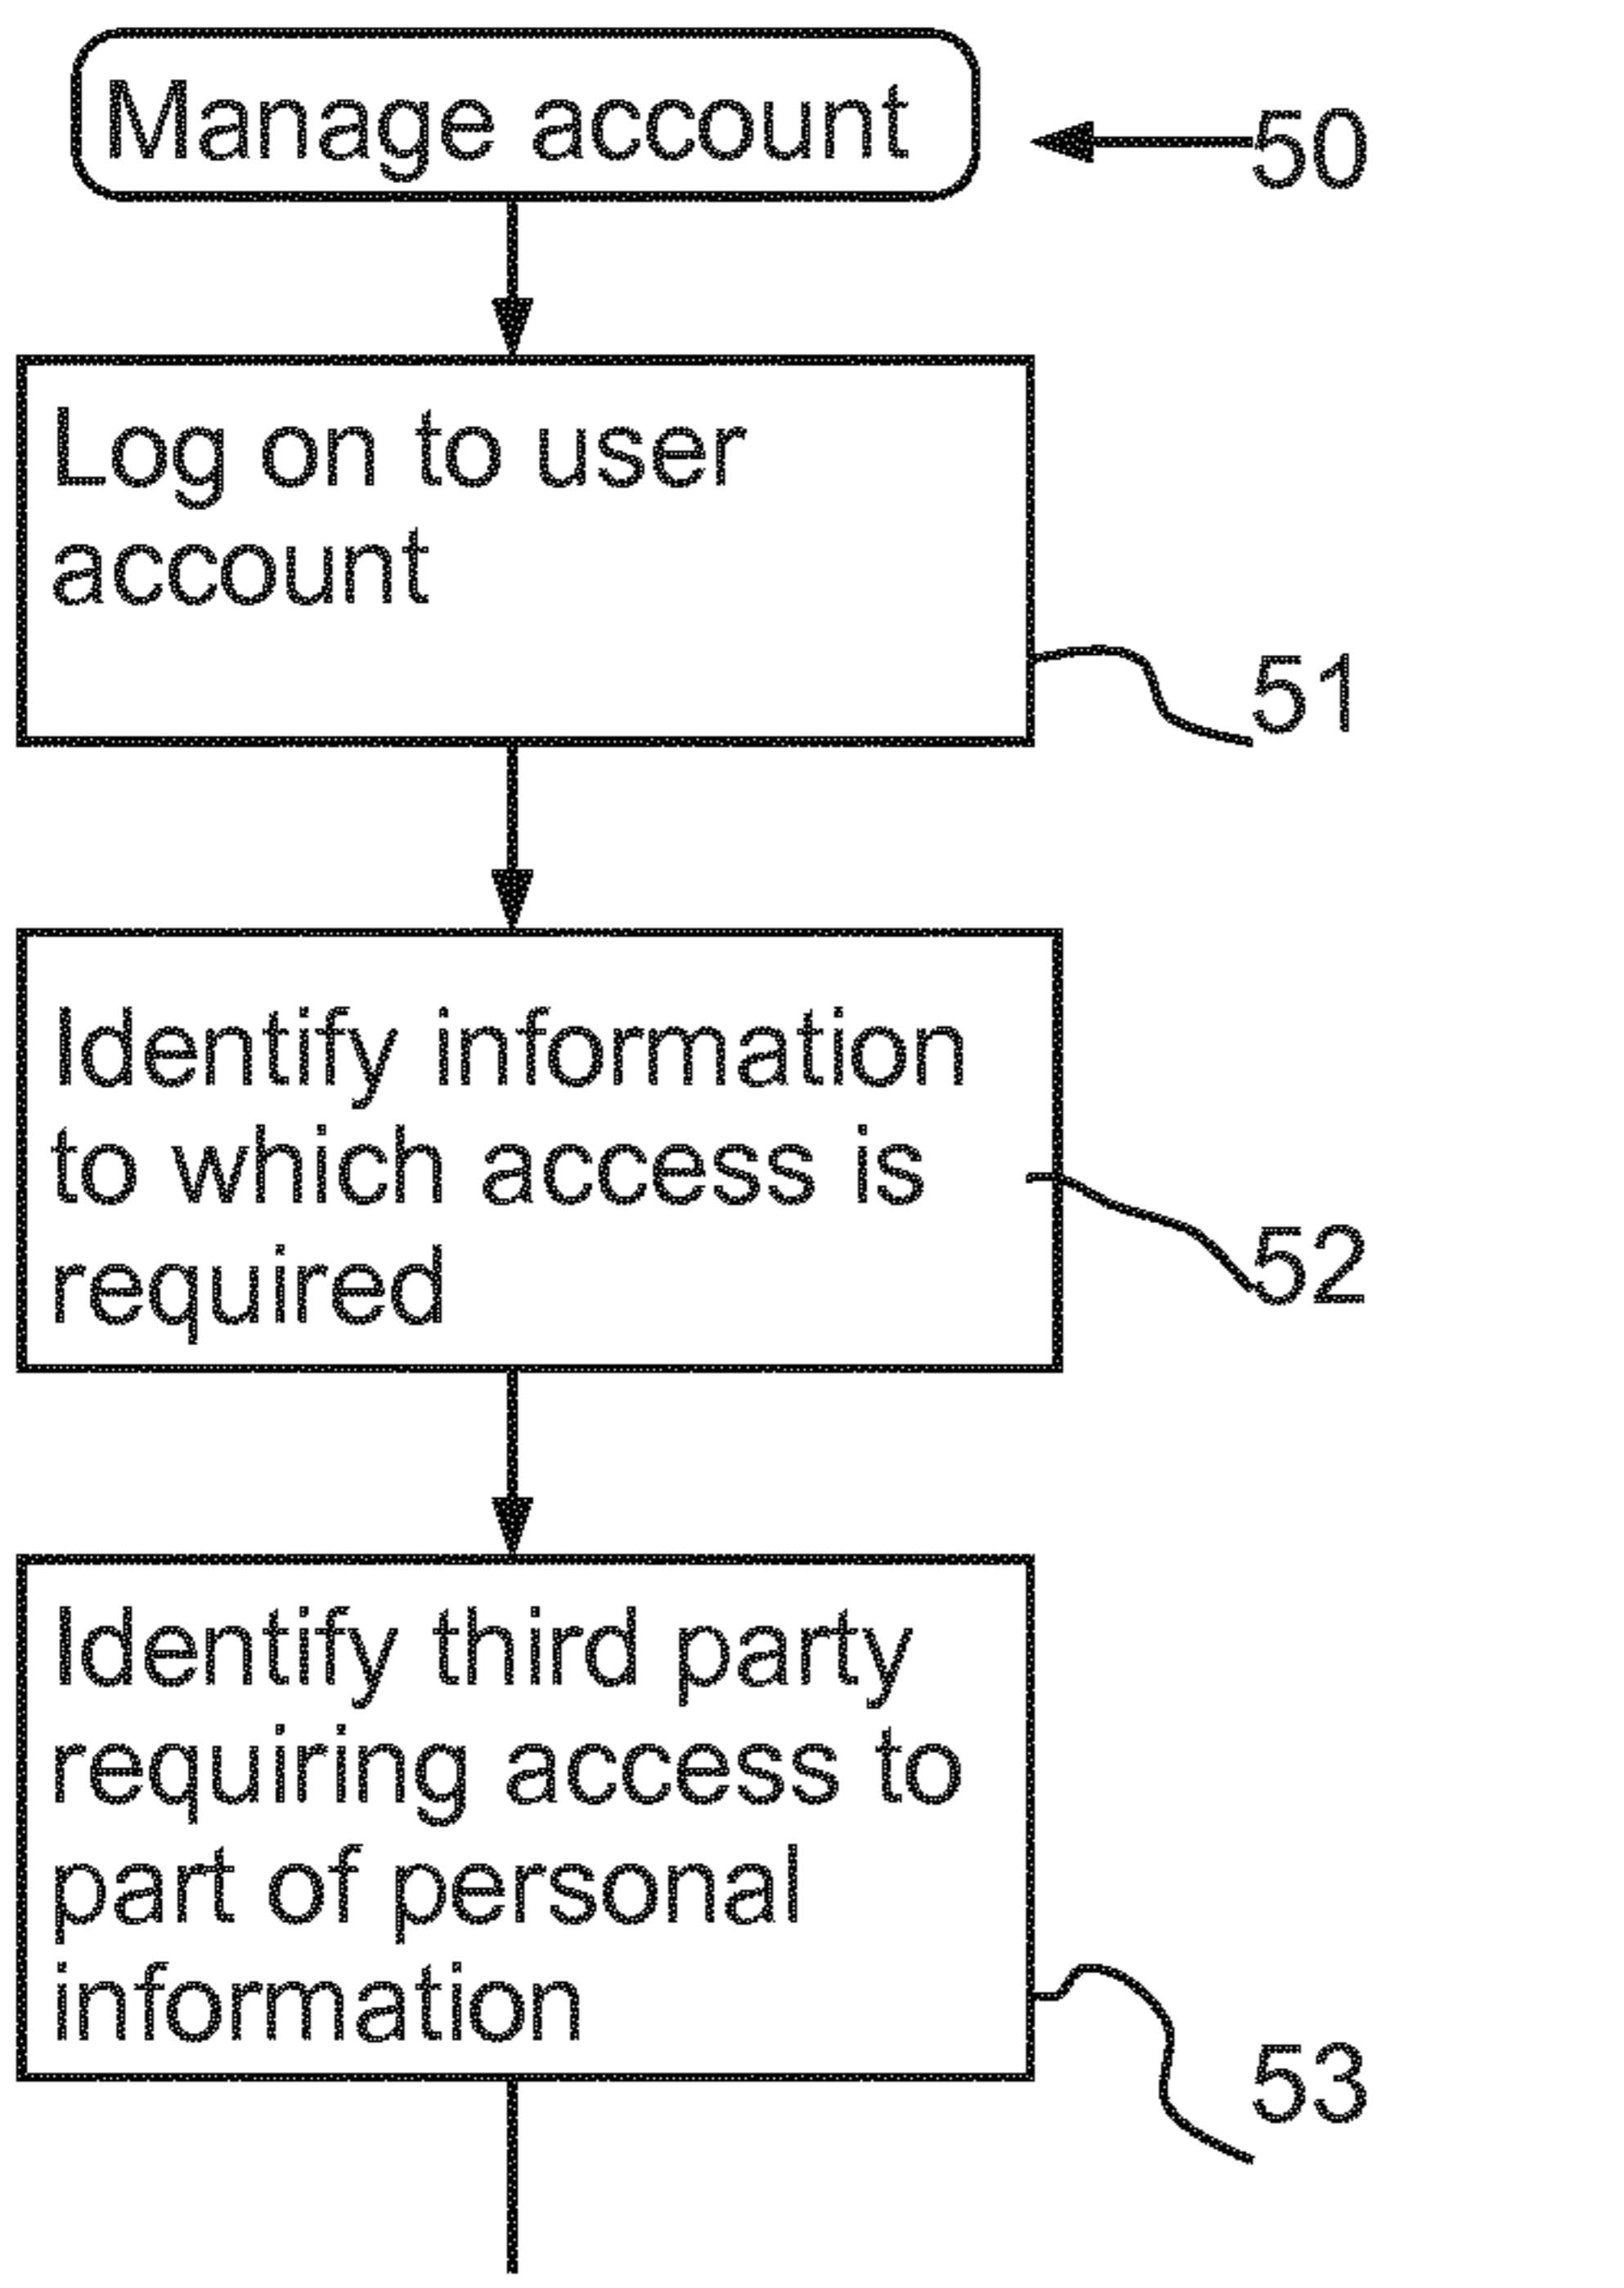 Manage account
50
Log on to user
account
51
Identify information
to which access is
required
52
Identify third party
requiring access to
part of personal
information
53